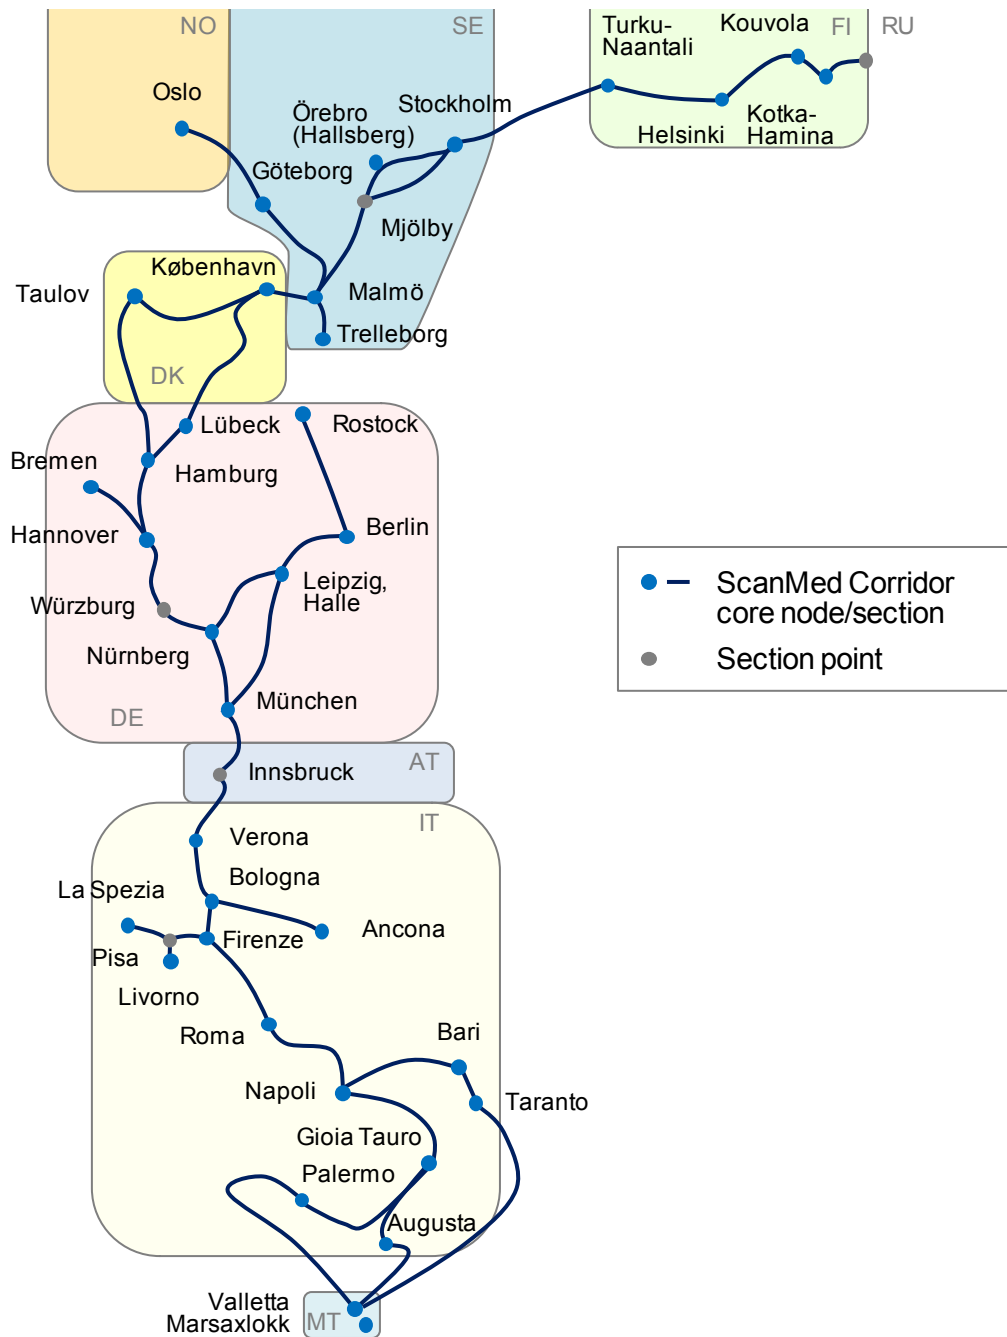 NO
SE
Turku-
Naantali
Kouvola
FI
RU
Oslo
Örebro
(Hallsberg)
Stockholm
Helsinki
Kotka-
Hamina
Göteborg
Mjölby
København
Taulov
Malmö
Trelleborg
DK
Lübeck
Rostock
Bremen
Hamburg
Hannover
Berlin
Leipzig,
Halle
Würzburg
Nürnberg
München
DE
ScanMed Corridor
core node/section
Section point
Innsbruck
AT
IT
Verona
Bologna
La Spezia
Ancona
Firenze
Pisa
Livorno
Roma
Bari
Napoli
Taranto
Gioia Tauro
Palermo
Augusta
Valletta
Marsaxlokk
MT